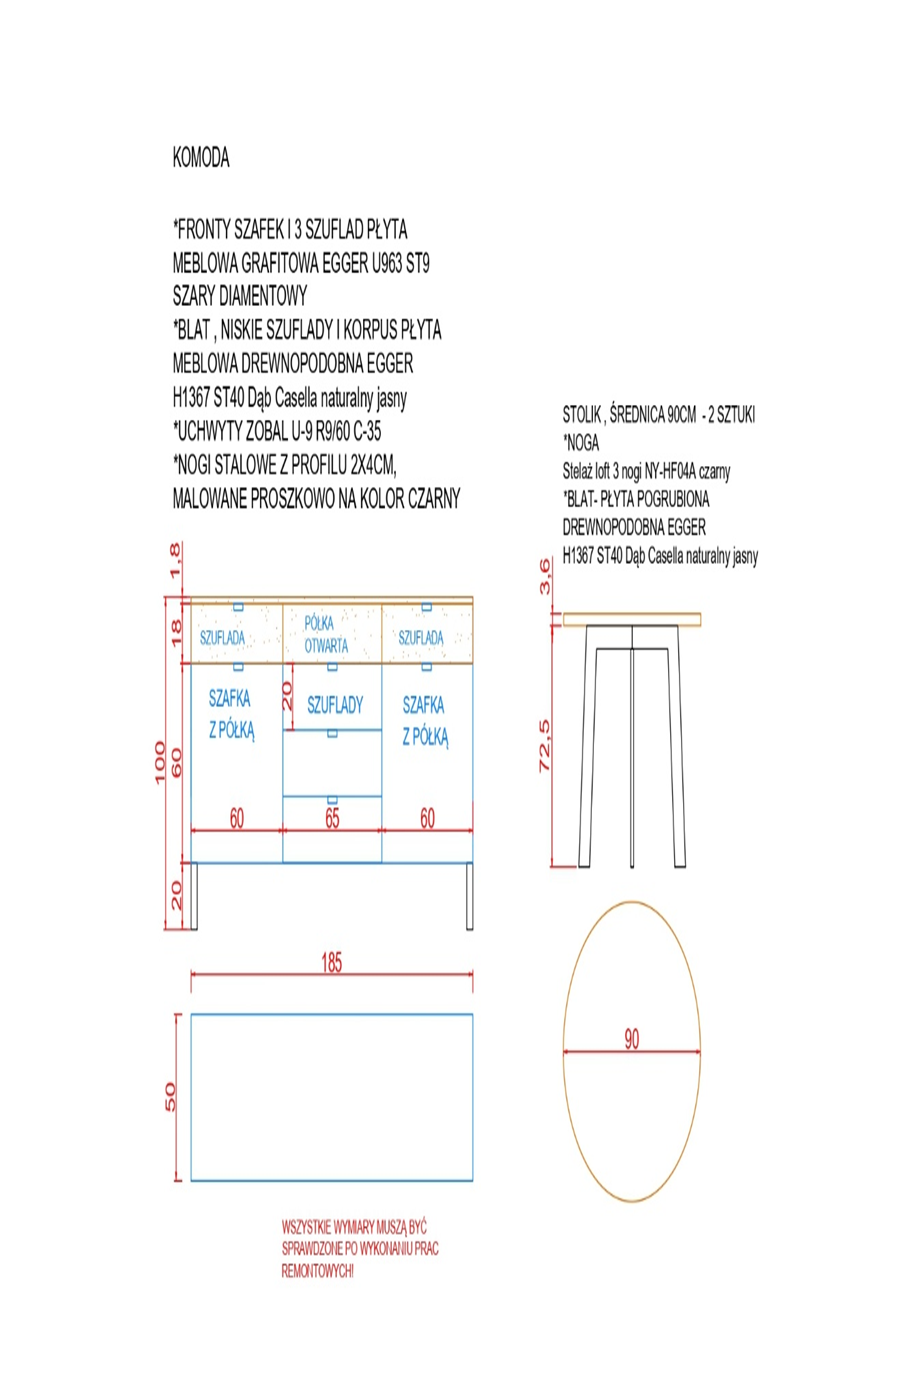 KOMODA
*FRONTY SZAFEK I 3 SZUFLAD PŁYTA
MEBLOWA GRAFITOWA EGGER U963 ST9
SZARY DIAMENTOWY
*BLAT , NISKIE SZUFLADY I KORPUS PŁYTA
MEBLOWA DREWNOPODOBNA EGGER
H1367 ST40 Dąb Casella naturalny jasny
*UCHWYTY ZOBAL U-9 R9/60 C-35
*NOGI STALOWE Z PROFILU 2X4CM,
MALOWANE PROSZKOWO NA KOLOR CZARNY
STOLIK , ŚREDNICA 90CM - 2 SZTUKI
*NOGA
Stelaż loft 3 nogi NY-HF04A czarny
*BLAT- PŁYTA POGRUBIONA
DREWNOPODOBNA EGGER
H1367 ST40 Dąb Casella naturalny jasny
1,8
18
100
60
20
SZUFLADA
PÓŁKA
OTWARTA
SZUFLADA
SZAFKA
Z PÓŁKĄ
20
SZUFLADY
SZAFKA
Z PÓŁKĄ
60
65
60
185
50
3,6
72,5
90
WSZYSTKIE WYMIARY MUSZĄ BYĆ
SPRAWDZONE PO WYKONANIU PRAC
REMONTOWYCH!